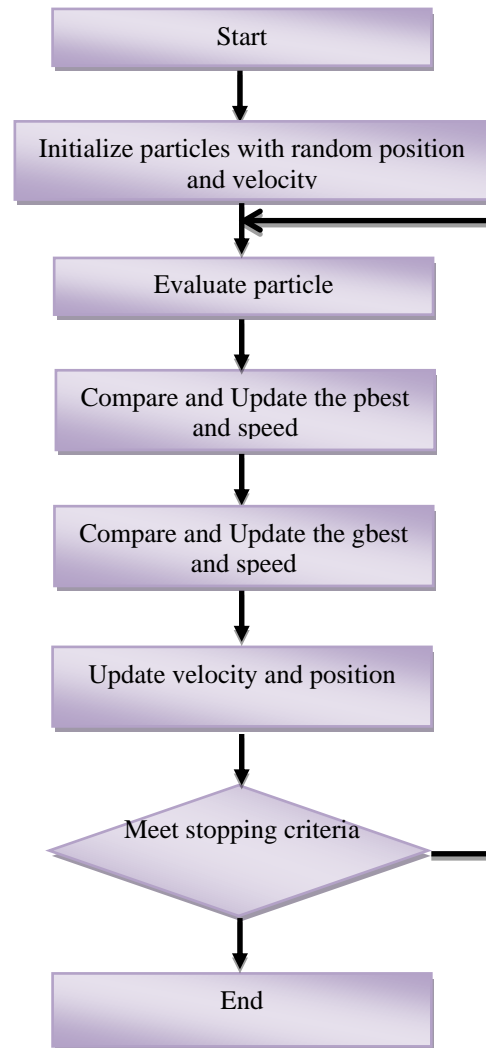 Start
Initialize particles with random position
and velocity
Evaluate particle
Compare and Update the pbest
and speed
Compare and Update the gbest
and speed
Update velocity and position
Meet stopping criteria
End